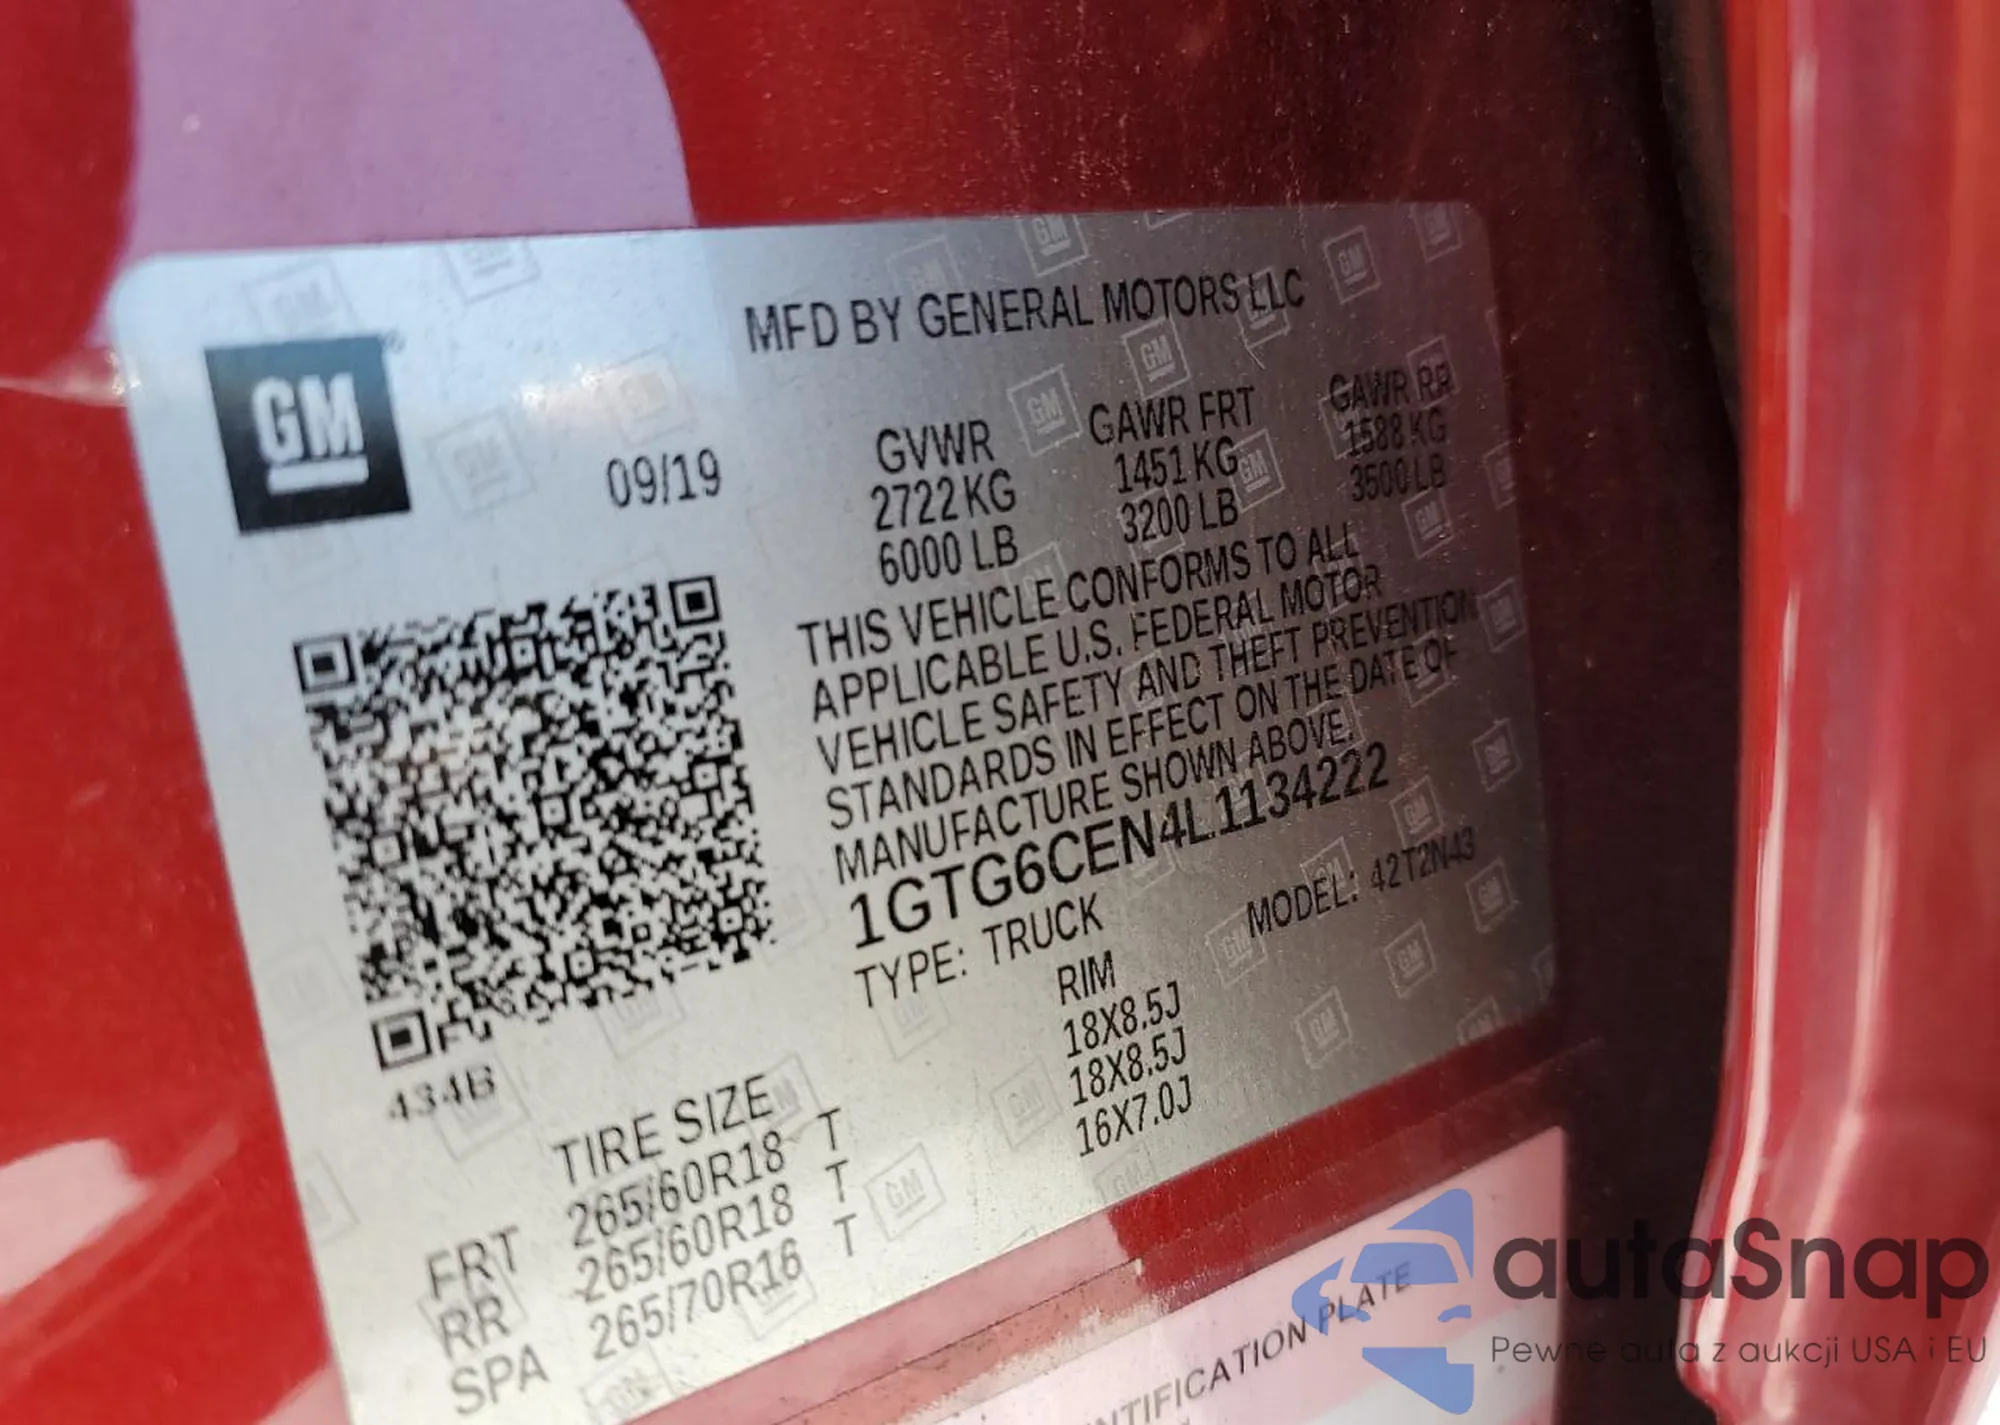 MFD BY GENERAL MOTORS LLC
GM
09/19
GVWR GAWR FRT GAWR RR
2722 KG 1451 KG 1588 KG
6000 LB 3200 LB 3500 LB
THIS VEHICLE CONFORMS TO ALL
APPLICABLE U.S. FEDERAL MOTOR
VEHICLE SAFETY AND THEFT PREVENTION
STANDARDS IN EFFECT ON THE DATE OF
MANUFACTURE SHOWN ABOVE.
1GTG6CEN4L1134222
TYPE: TRUCK MODEL: 42T2N43
434B
TIRE SIZE RIM
FRT 265/60R18 T 18X8.5J
RR 265/60R18 T 18X8.5J
SPA 265/70R16 T 16X7.0J
PLATE
autaSnap
Pewne auta z aukcji USA i EU